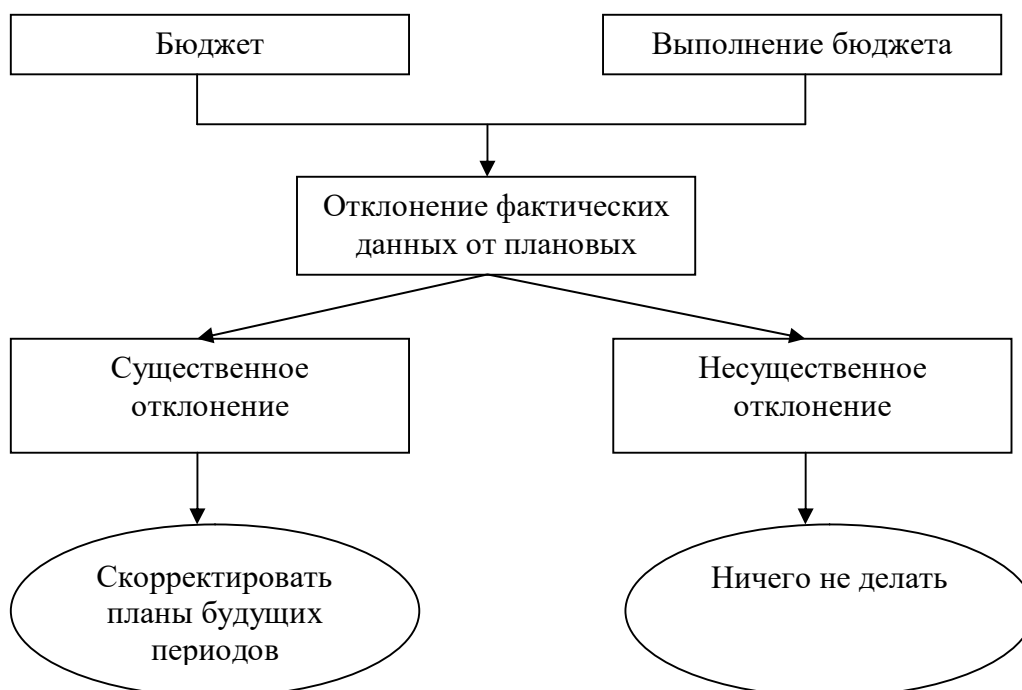 Бюджет
Выполнение бюджета
Отклонение фактических
данных от плановых
Существенное
отклонение
Несущественное
отклонение
Скорректировать
планы будущих
периодов
Ничего не делать